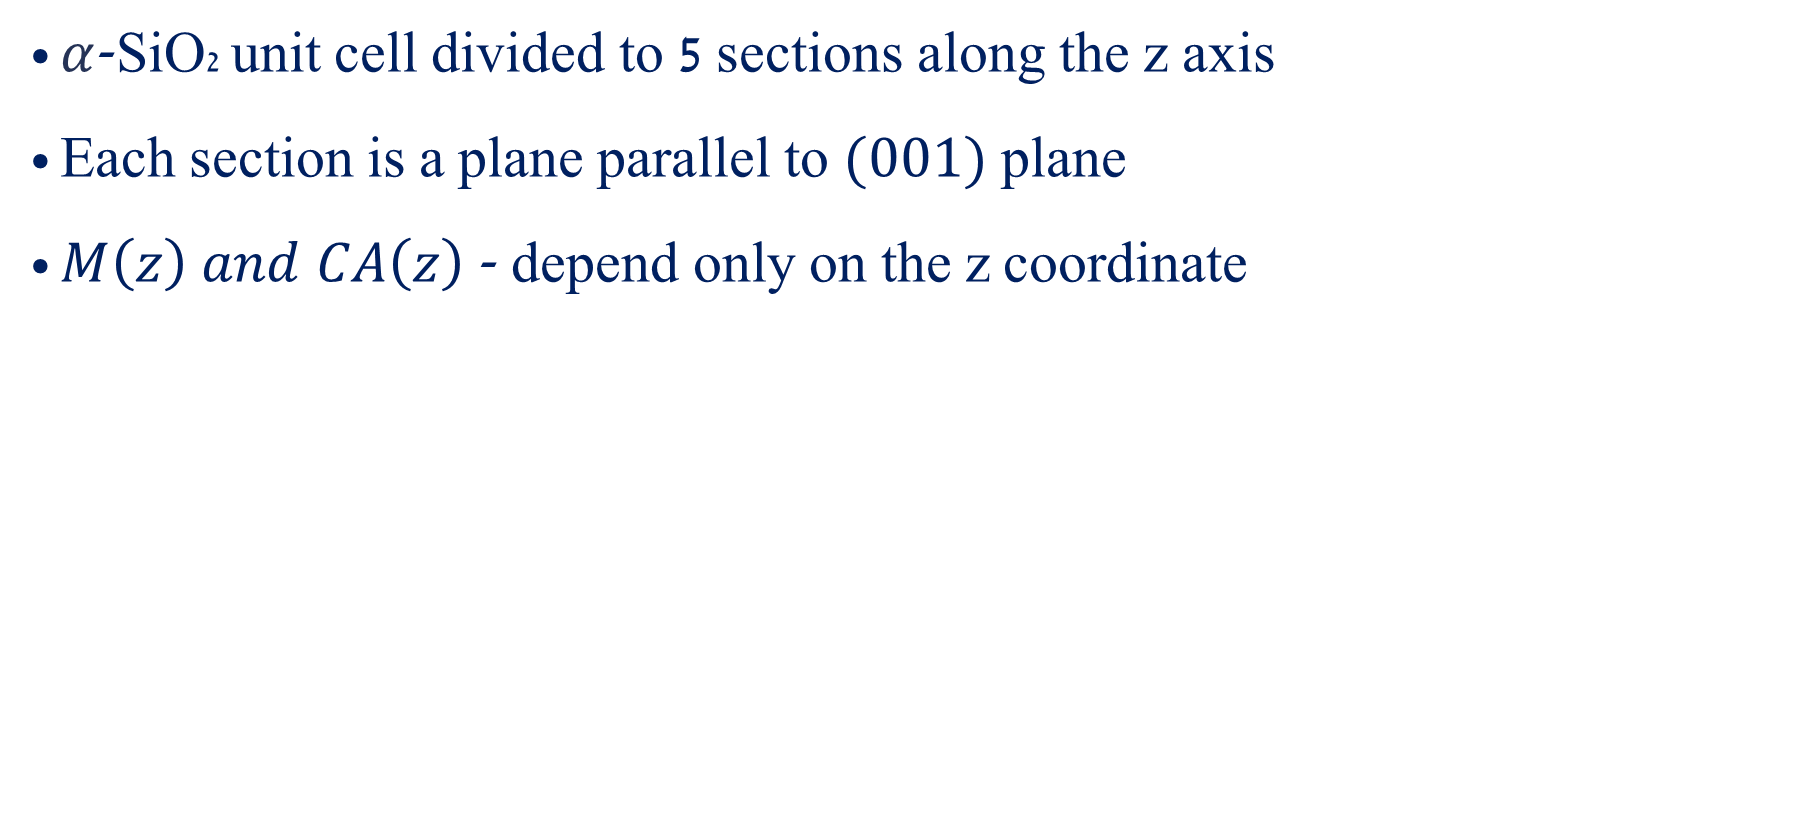 • α-SiO₂ unit cell divided to 5 sections along the z axis
• Each section is a plane parallel to (001) plane
• M(z) and CA(z) - depend only on the z coordinate